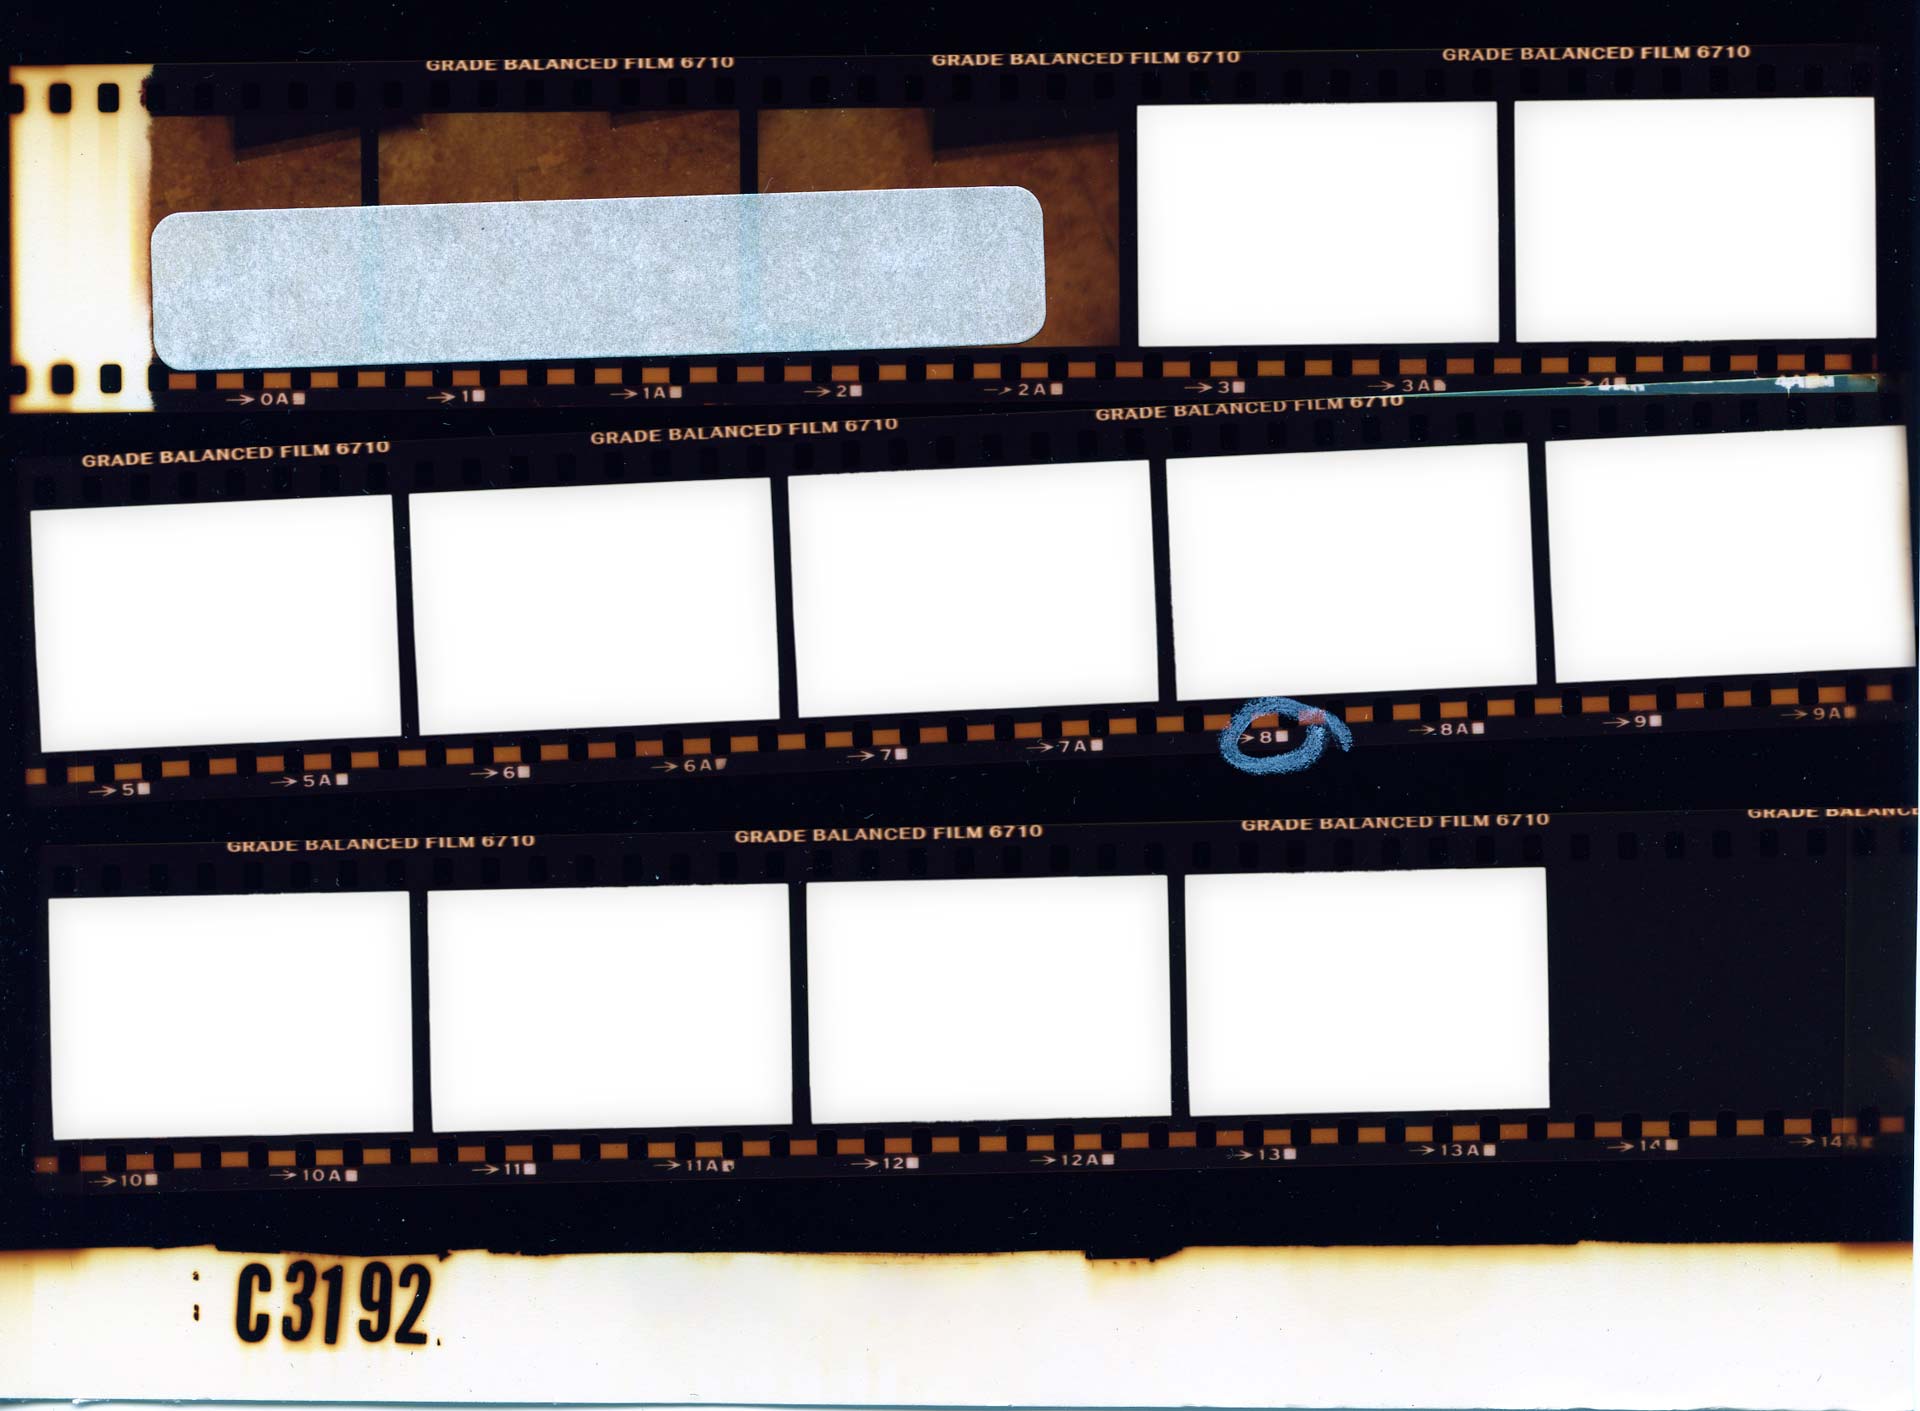 GRADE BALANCED FILM 6710 GRADE BALANCED FILM 6710 GRADE BALANCED FILM 6710
→0A →1 →1A →2 →2A →3 →3A →4
GRADE BALANCED FILM 6710 GRADE BALANCED FILM 6710 GRADE BALANCED FILM 6710
→5 →5A →6 →6A →7 →7A →8 →8A →9 →9A
GRADE BALANCED FILM 6710 GRADE BALANCED FILM 6710 GRADE BALANCED FILM 6710 GRADE BALANC
→10 →10A →11 →11A →12 →12A →13 →13A →14 →14A
C3192